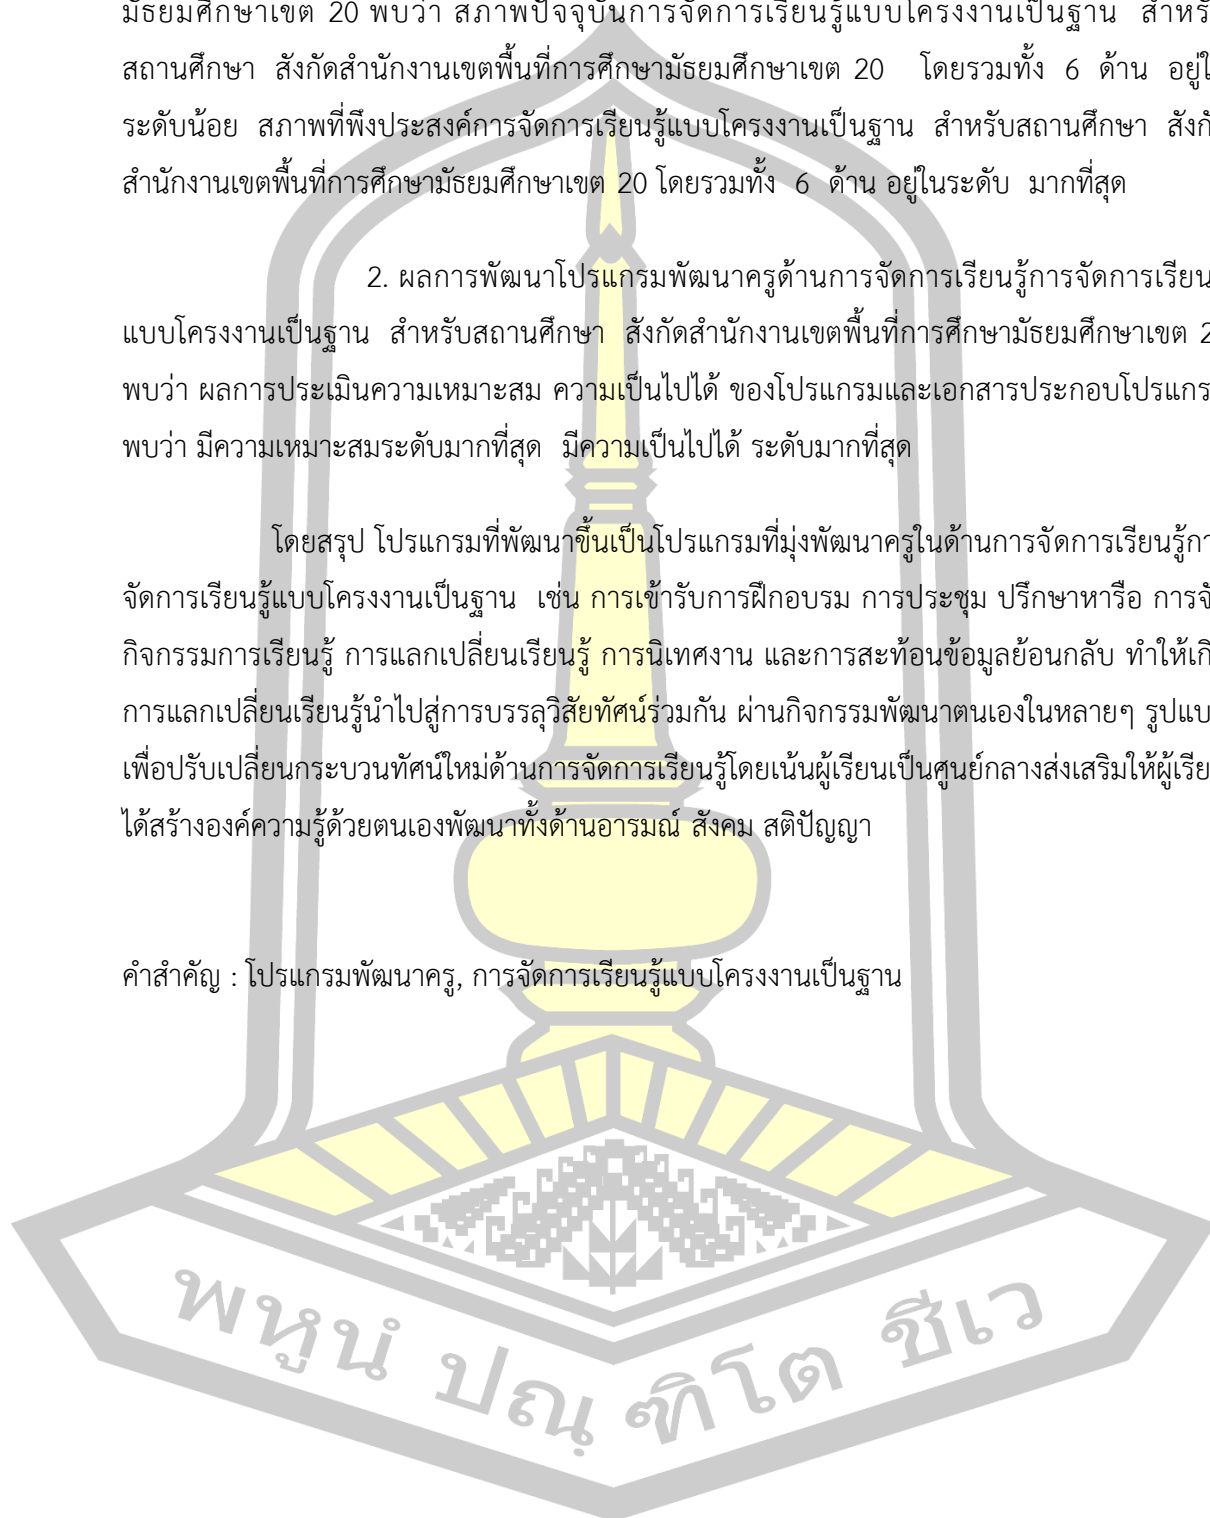 มัธยมศึกษาเขต 20 พบว่า สภาพปัจจุบันการจัดการเรียนรู้แบบโครงงานเป็นฐาน สำหรั
สถานศึกษา สังกัดสำนักงานเขตพื้นที่การศึกษามัธยมศึกษาเขต 20 โดยรวมทั้ง 6 ด้าน อยู่ใ
ระดับน้อย สภาพที่พึงประสงค์การจัดการเรียนรู้แบบโครงงานเป็นฐาน สำหรับสถานศึกษา สังกั
สำนักงานเขตพื้นที่การศึกษามัธยมศึกษาเขต 20 โดยรวมทั้ง 6 ด้าน อยู่ในระดับ มากที่สุด
2. ผลการพัฒนาโปรแกรมพัฒนาครูด้านการจัดการเรียนรู้การจัดการเรียน
แบบโครงงานเป็นฐาน สำหรับสถานศึกษา สังกัดสำนักงานเขตพื้นที่การศึกษามัธยมศึกษาเขต 2
พบว่า ผลการประเมินความเหมาะสม ความเป็นไปได้ ของโปรแกรมและเอกสารประกอบโปรแกร
พบว่า มีความเหมาะสมระดับมากที่สุด มีความเป็นไปได้ ระดับมากที่สุด
โดยสรุป โปรแกรมที่พัฒนาขึ้นเป็นโปรแกรมที่มุ่งพัฒนาครูในด้านการจัดการเรียนรู้กา
จัดการเรียนรู้แบบโครงงานเป็นฐาน เช่น การเข้ารับการฝึกอบรม การประชุม ปรึกษาหารือ การจั
กิจกรรมการเรียนรู้ การแลกเปลี่ยนเรียนรู้ การนิเทศงาน และการสะท้อนข้อมูลย้อนกลับ ทำให้เกิ
การแลกเปลี่ยนเรียนรู้นำไปสู่การบรรลุวิสัยทัศน์ร่วมกัน ผ่านกิจกรรมพัฒนาตนเองในหลายๆ รูปแบ
เพื่อปรับเปลี่ยนกระบวนทัศน์ใหม่ด้านการจัดการเรียนรู้โดยเน้นผู้เรียนเป็นศูนย์กลางส่งเสริมให้ผู้เรีย
ได้สร้างองค์ความรู้ด้วยตนเองพัฒนาทั้งด้านอารมณ์ สังคม สติปัญญา
คำสำคัญ : โปรแกรมพัฒนาครู, การจัดการเรียนรู้แบบโครงงานเป็นฐาน
พหูนํ ปณฺฑิโต ชีเว